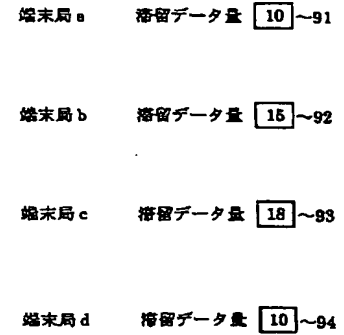 端末局a 滞留データ量 10 ~91
端末局b 滞留データ量 15 ~92
端末局c 滞留データ量 18 ~93
端末局d 滞留データ量 10 ~94